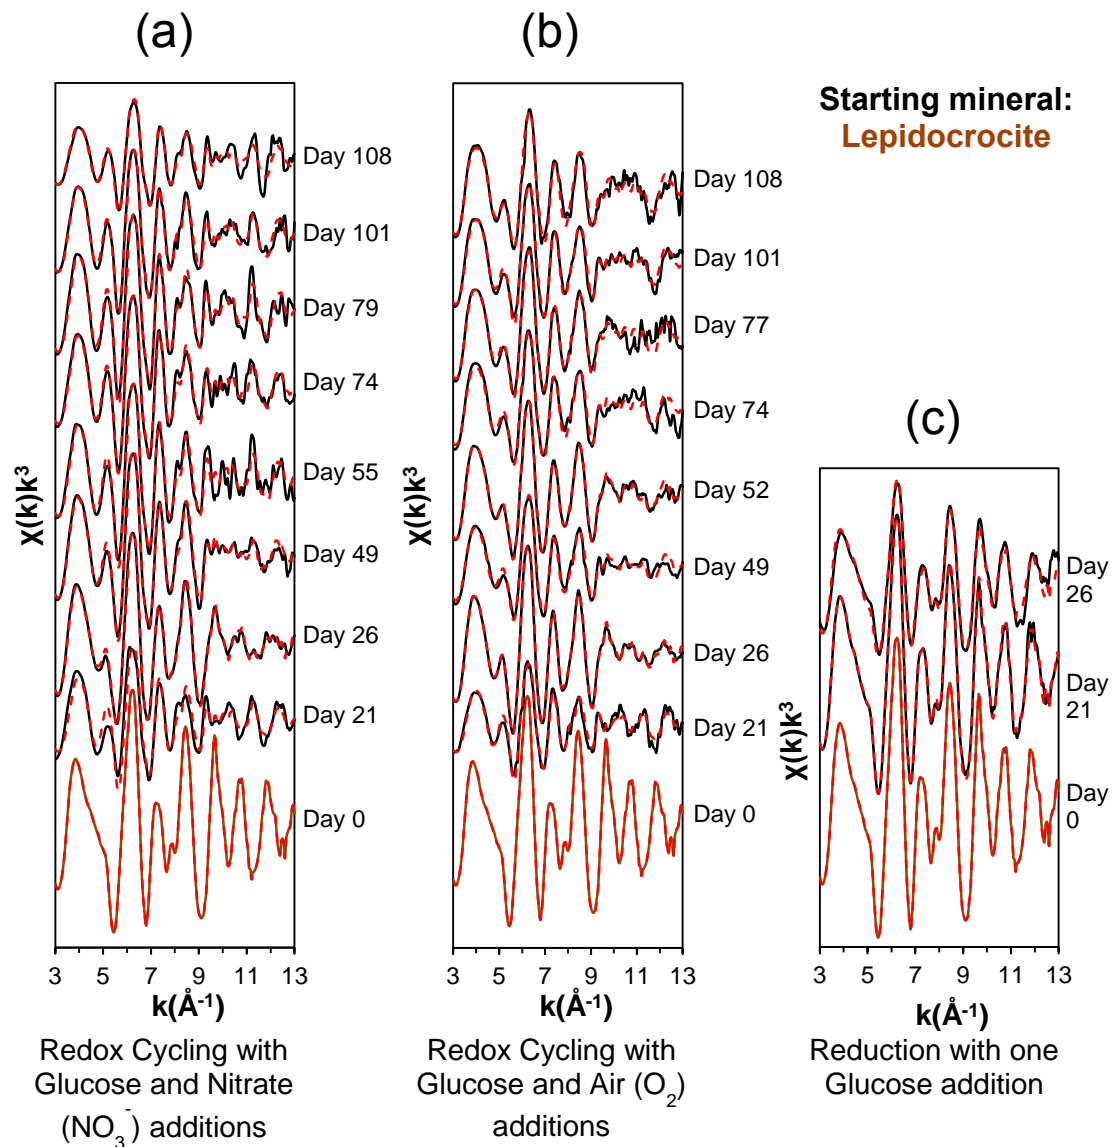 (a)
(b)
Starting mineral:
Lepidocrocite
Day 108
Day 101
Day 79
Day 74
Day 55
Day 49
Day 26
Day 21
Day 0
χ(k)k³
3 5 7 9 11 13
k(Å⁻¹)
Redox Cycling with
Glucose and Nitrate
(NO₃⁻) additions
Day 108
Day 101
Day 77
Day 74
Day 52
Day 49
Day 26
Day 21
Day 0
χ(k)k³
3 5 7 9 11 13
k(Å⁻¹)
Redox Cycling with
Glucose and Air (O₂)
additions
(c)
Day
26
Day
21
Day
0
χ(k)k³
3 5 7 9 11 13
k(Å⁻¹)
Reduction with one
Glucose addition